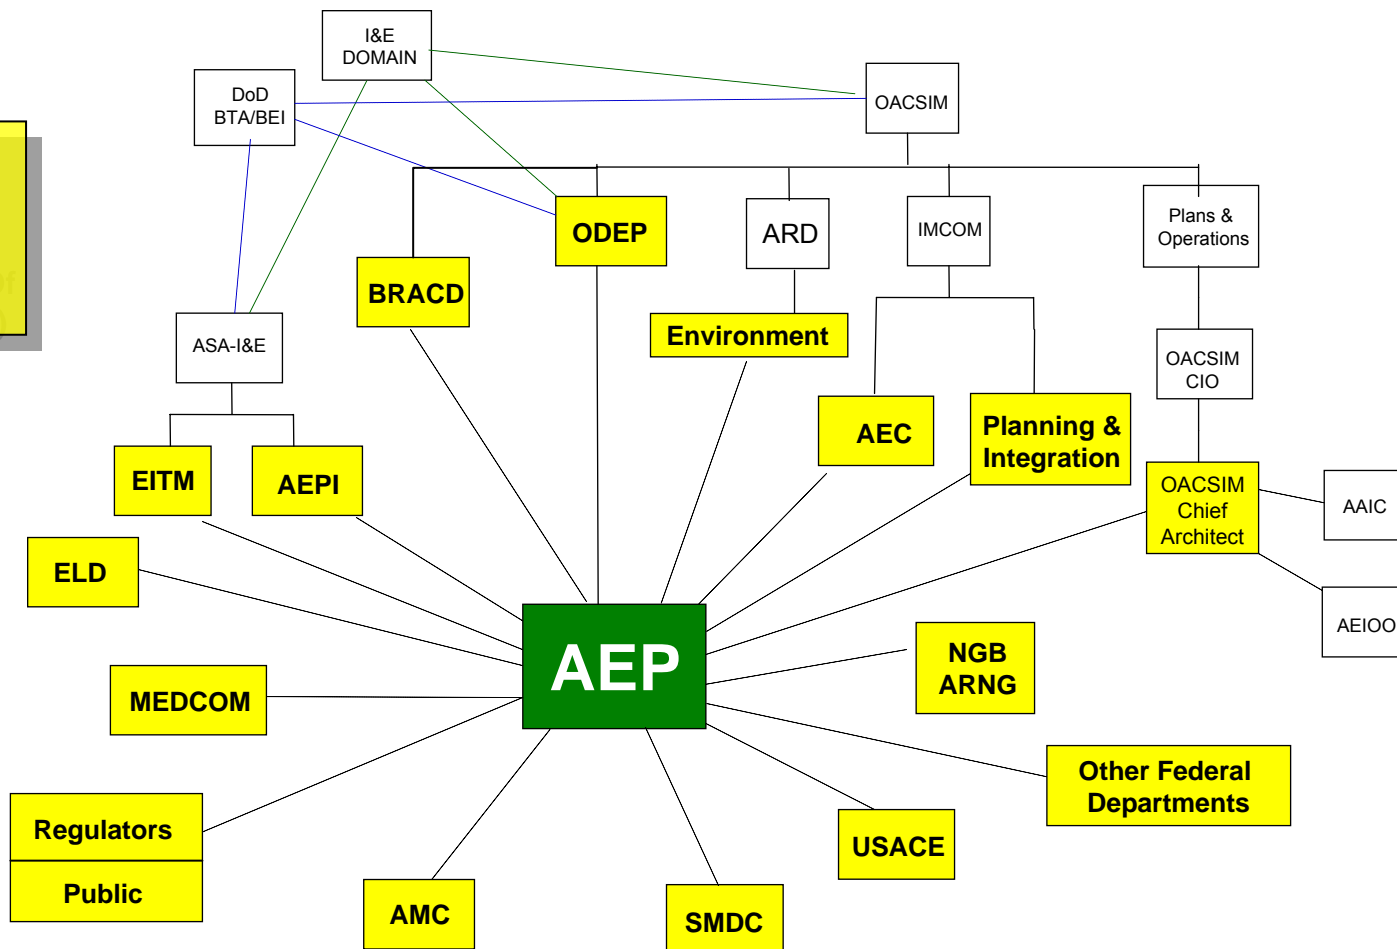 I&E
DOMAIN
DoD
BTA/BEI
OACSIM
ODEP
ARD
IMCOM
Plans &
Operations
BRACD
Environment
ASA-I&E
OACSIM
CIO
AEC
Planning &
Integration
EITM
AEPI
OACSIM
Chief
Architect
AAIC
ELD
AEIOO
AEP
NGB
ARNG
MEDCOM
Other Federal
Departments
Regulators
Public
USACE
AMC
SMDC